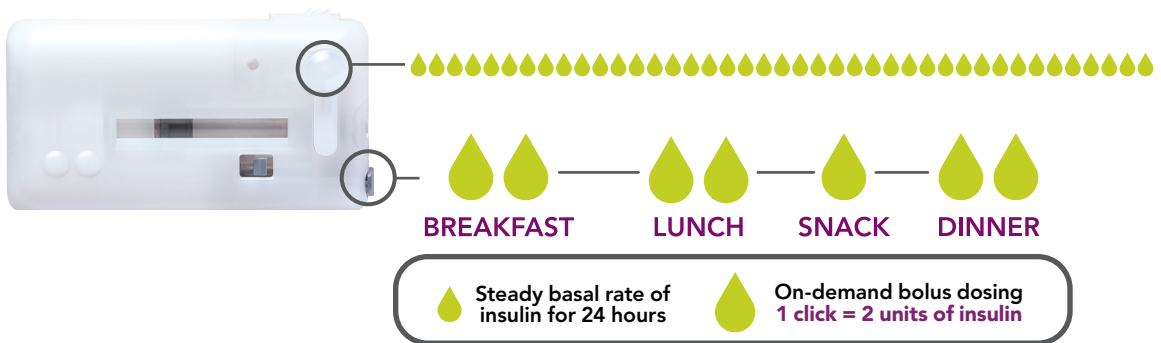 BREAKFAST
LUNCH
SNACK
DINNER
Steady basal rate of
insulin for 24 hours
On-demand bolus dosing
1 click = 2 units of insulin